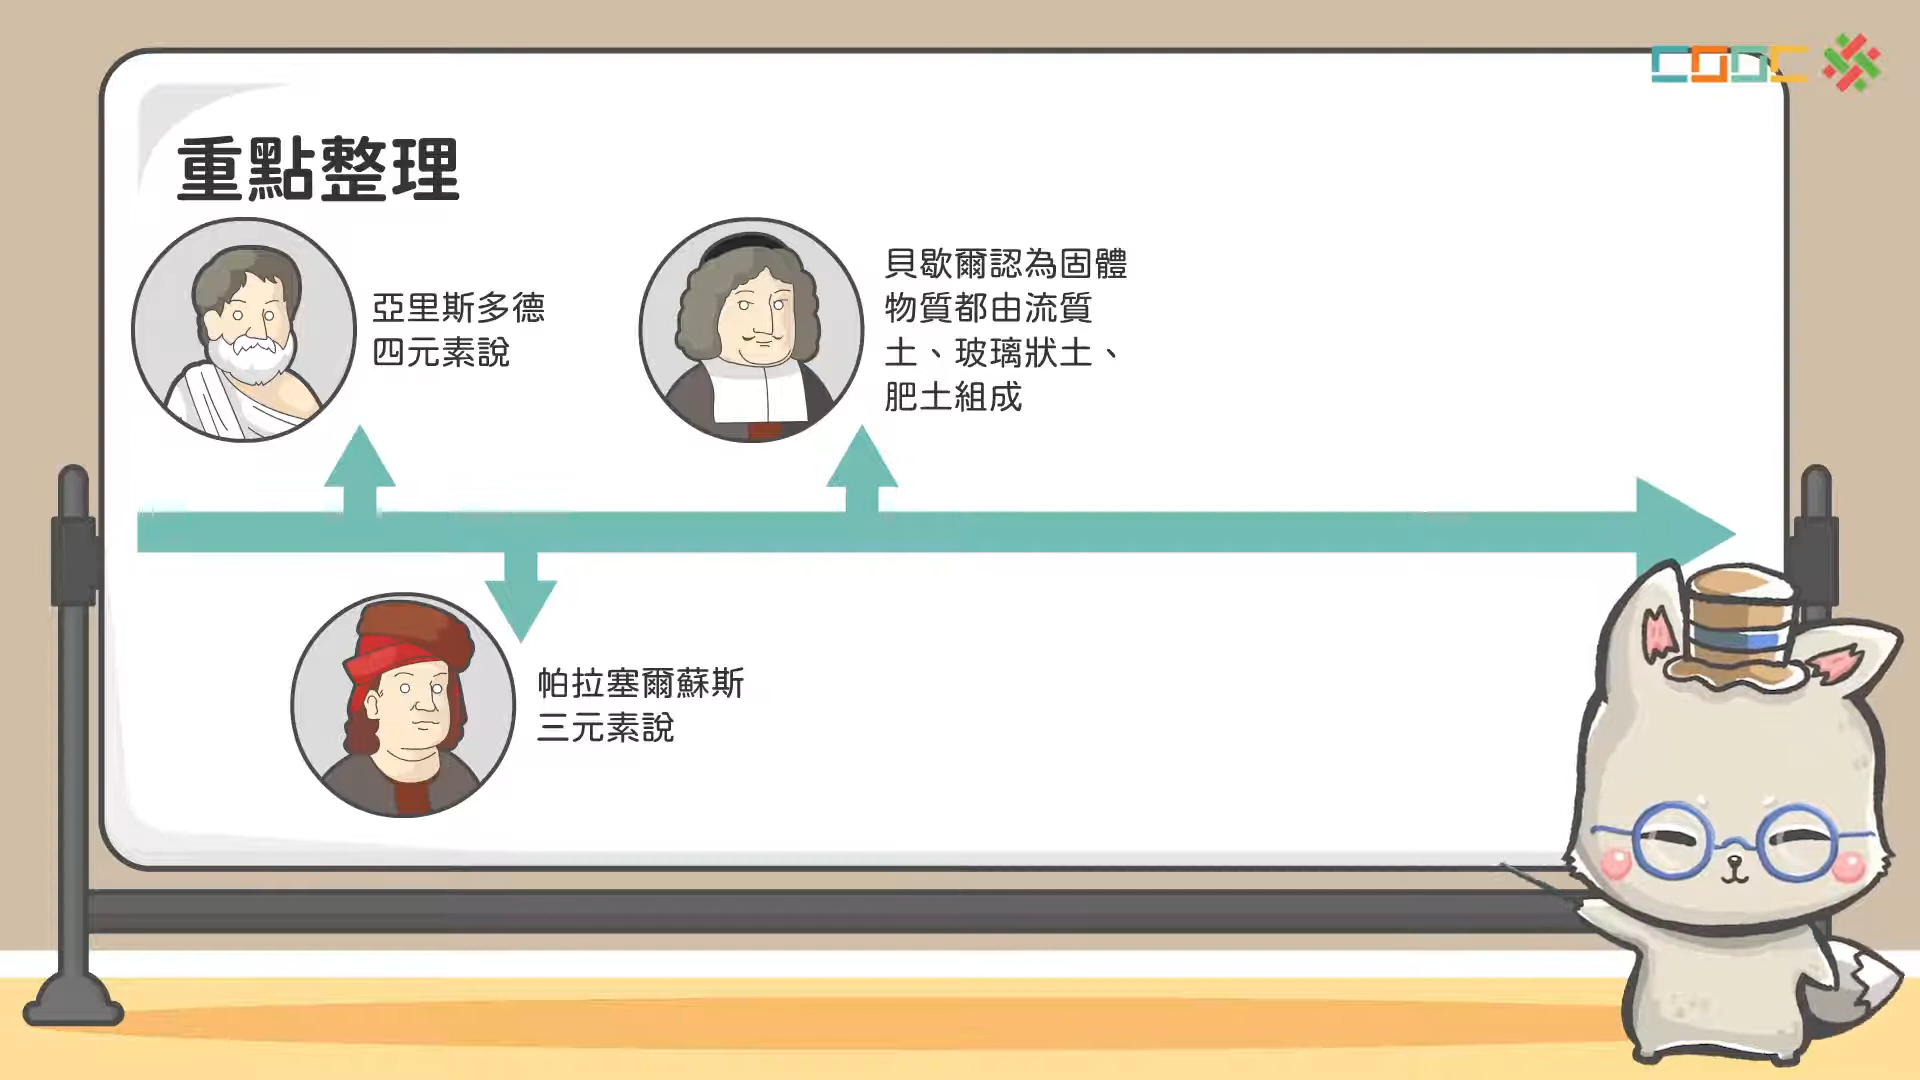 COOC
重點整理
亞里斯多德
四元素說
貝歇爾認為固體
物質都由流質
土、玻璃狀土、
肥土組成
帕拉塞爾蘇斯
三元素說